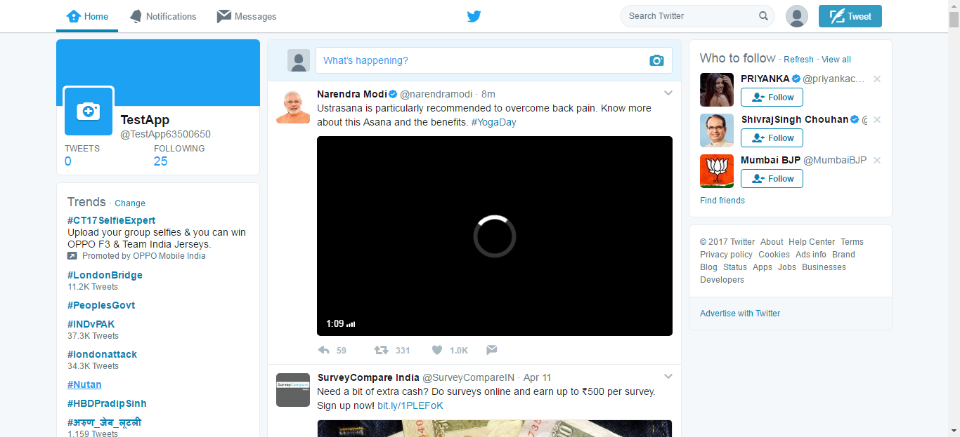 Home
Notifications
Messages
Search Twitter
Tweet
TestApp
@TestApp63500650
TWEETS
FOLLOWING
0
25
Trends · Change
#CT17SelfieExpert
Upload your group selfies & you can win
OPPO F3 & Team India Jerseys.
Promoted by OPPO Mobile India
#LondonBridge
11.2K Tweets
#PeoplesGovt
#INDvPAK
37.3K Tweets
#londonattack
34.3K Tweets
#Nutan
#HBDPradipSinh
#अरुण_जेब_लूटली
1,159 Tweets
What's happening?
Narendra Modi @narendramodi · 8m
Ustrasana is particularly recommended to overcome back pain. Know more
about this Asana and the benefits. #YogaDay
1:09
59
331
1.0K
SurveyCompare India @SurveyCompareIN · Apr 11
Need a bit of extra cash? Do surveys online and earn up to ₹500 per survey.
Sign up now! bit.ly/1PLEFoK
Who to follow · Refresh · View all
PRIYANKA @priyankac...
Follow
ShivrajSingh Chouhan
Follow
Mumbai BJP @MumbaiBJP
Follow
Find friends
© 2017 Twitter About Help Center Terms
Privacy policy Cookies Ads info Brand
Blog Status Apps Jobs Businesses
Developers
Advertise with Twitter